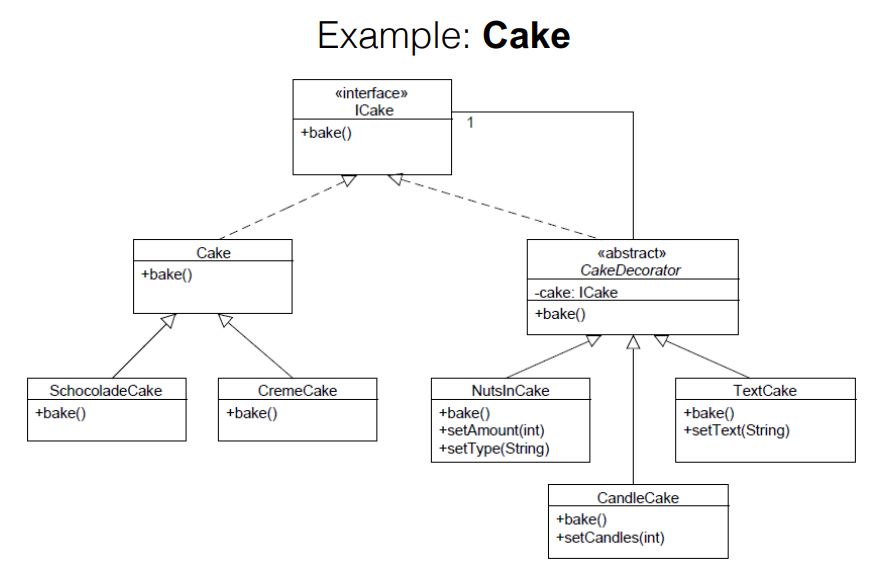 Example: Cake
«interface»
ICake
+bake()
1
Cake
+bake()
«abstract»
CakeDecorator
-cake: ICake
+bake()
SchocoladeCake
+bake()
CremeCake
+bake()
NutsInCake
+bake()
+setAmount(int)
+setType(String)
TextCake
+bake()
+setText(String)
CandleCake
+bake()
+setCandles(int)